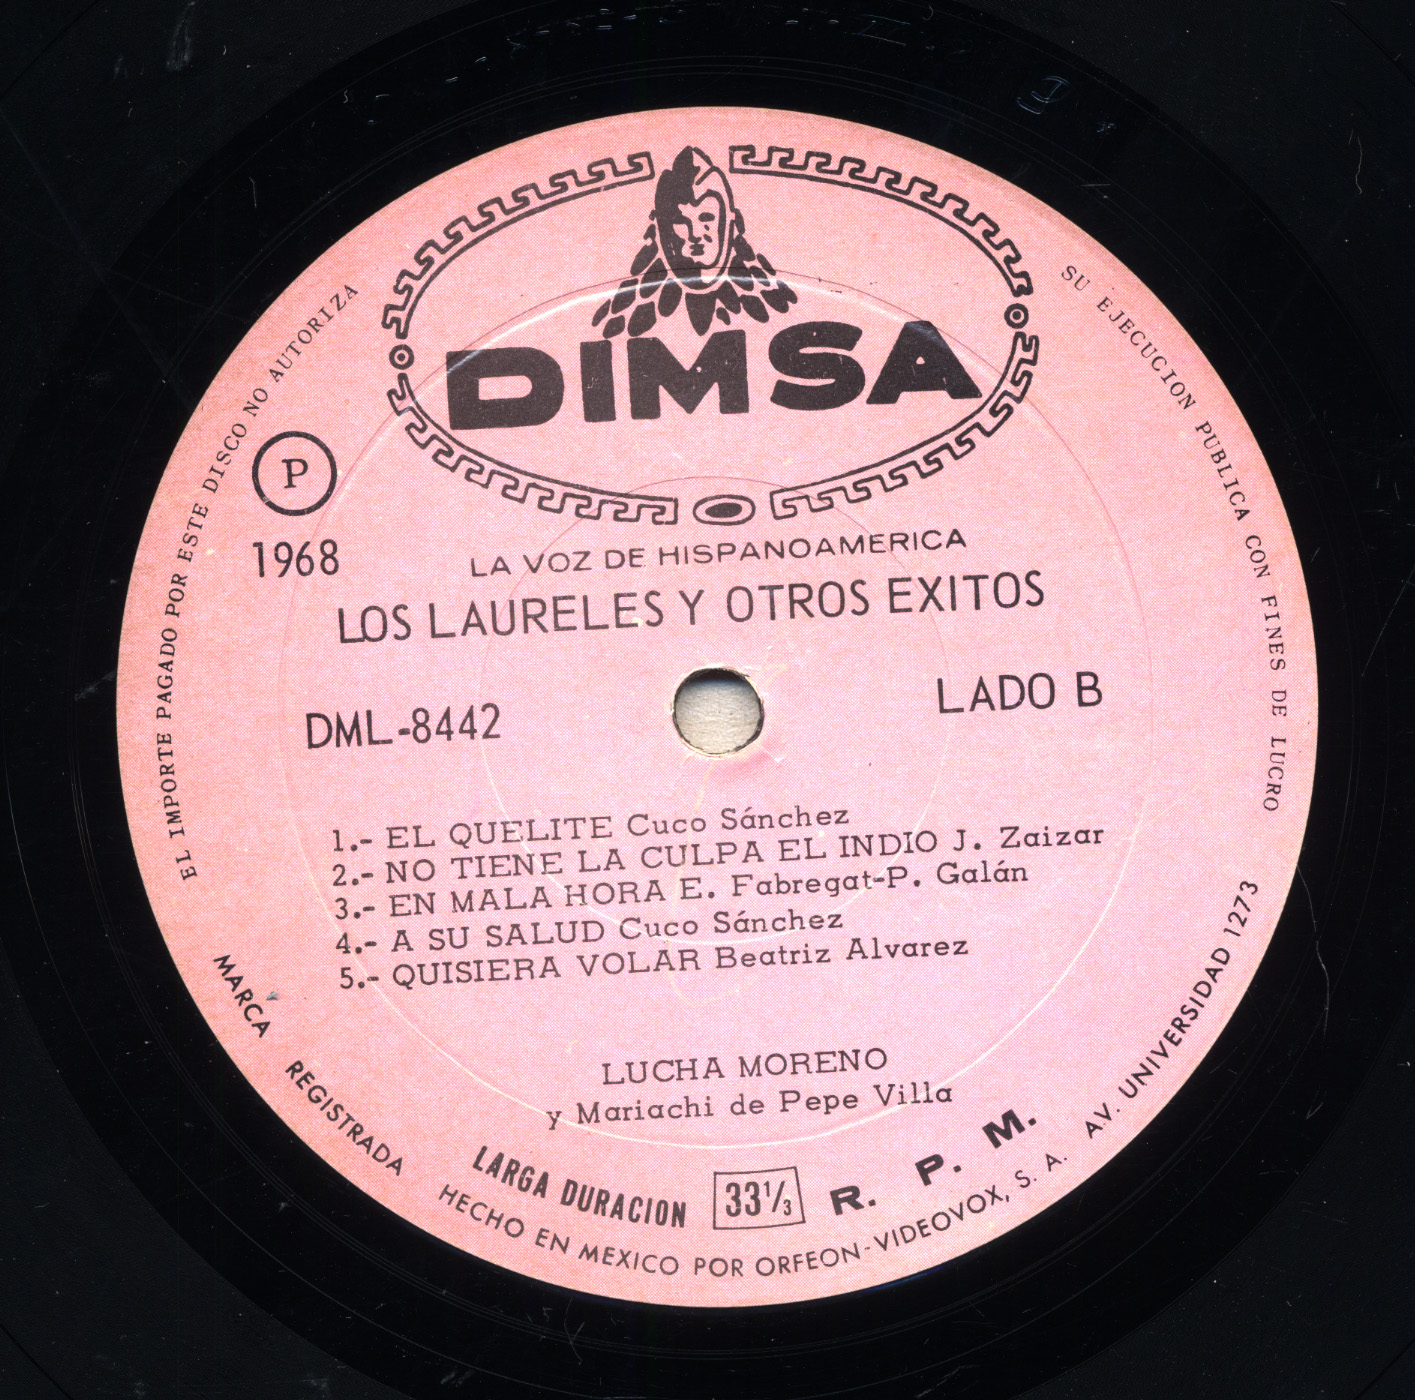 DIMSA
EL IMPORTE PAGADO POR ESTE DISCO NO AUTORIZA
SU EJECUCION PUBLICA CON FINES DE LUCRO
P
1968
LA VOZ DE HISPANOAMERICA
LOS LAURELES Y OTROS EXITOS
DML-8442
LADO B
1.- EL QUELITE Cuco Sánchez
2.- NO TIENE LA CULPA EL INDIO J. Zaizar
3.- EN MALA HORA E. Fabregat-P. Galán
4.- A SU SALUD Cuco Sánchez
5.- QUISIERA VOLAR Beatriz Alvarez
LUCHA MORENO
y Mariachi de Pepe Villa
LARGA DURACION 33 1/3 R. P. M.
MARCA REGISTRADA HECHO EN MEXICO POR ORFEON-VIDEOVOX, S. A. AV. UNIVERSIDAD 1273